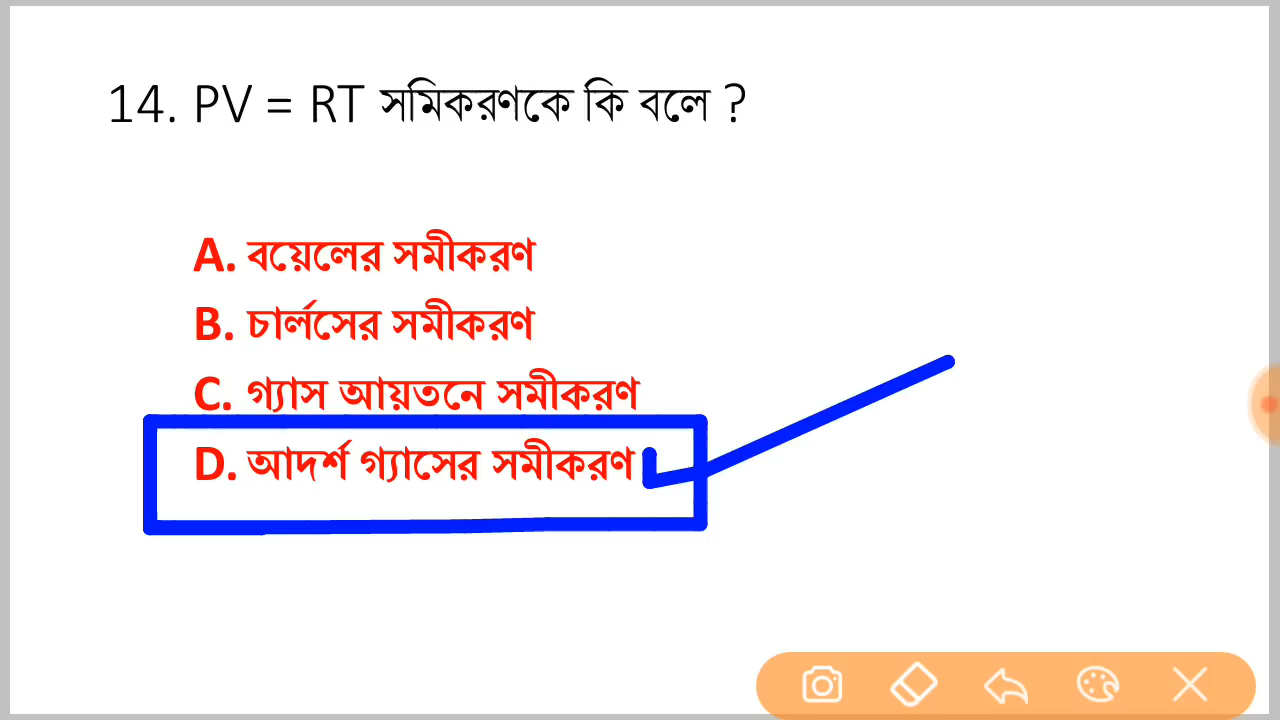 14. PV = RT সমিকরণকে কি বলে ?
A. বয়েলের সমীকরণ
B. চার্লসের সমীকরণ
C. গ্যাস আয়তনে সমীকরণ
D. আদর্শ গ্যাসের সমীকরণ